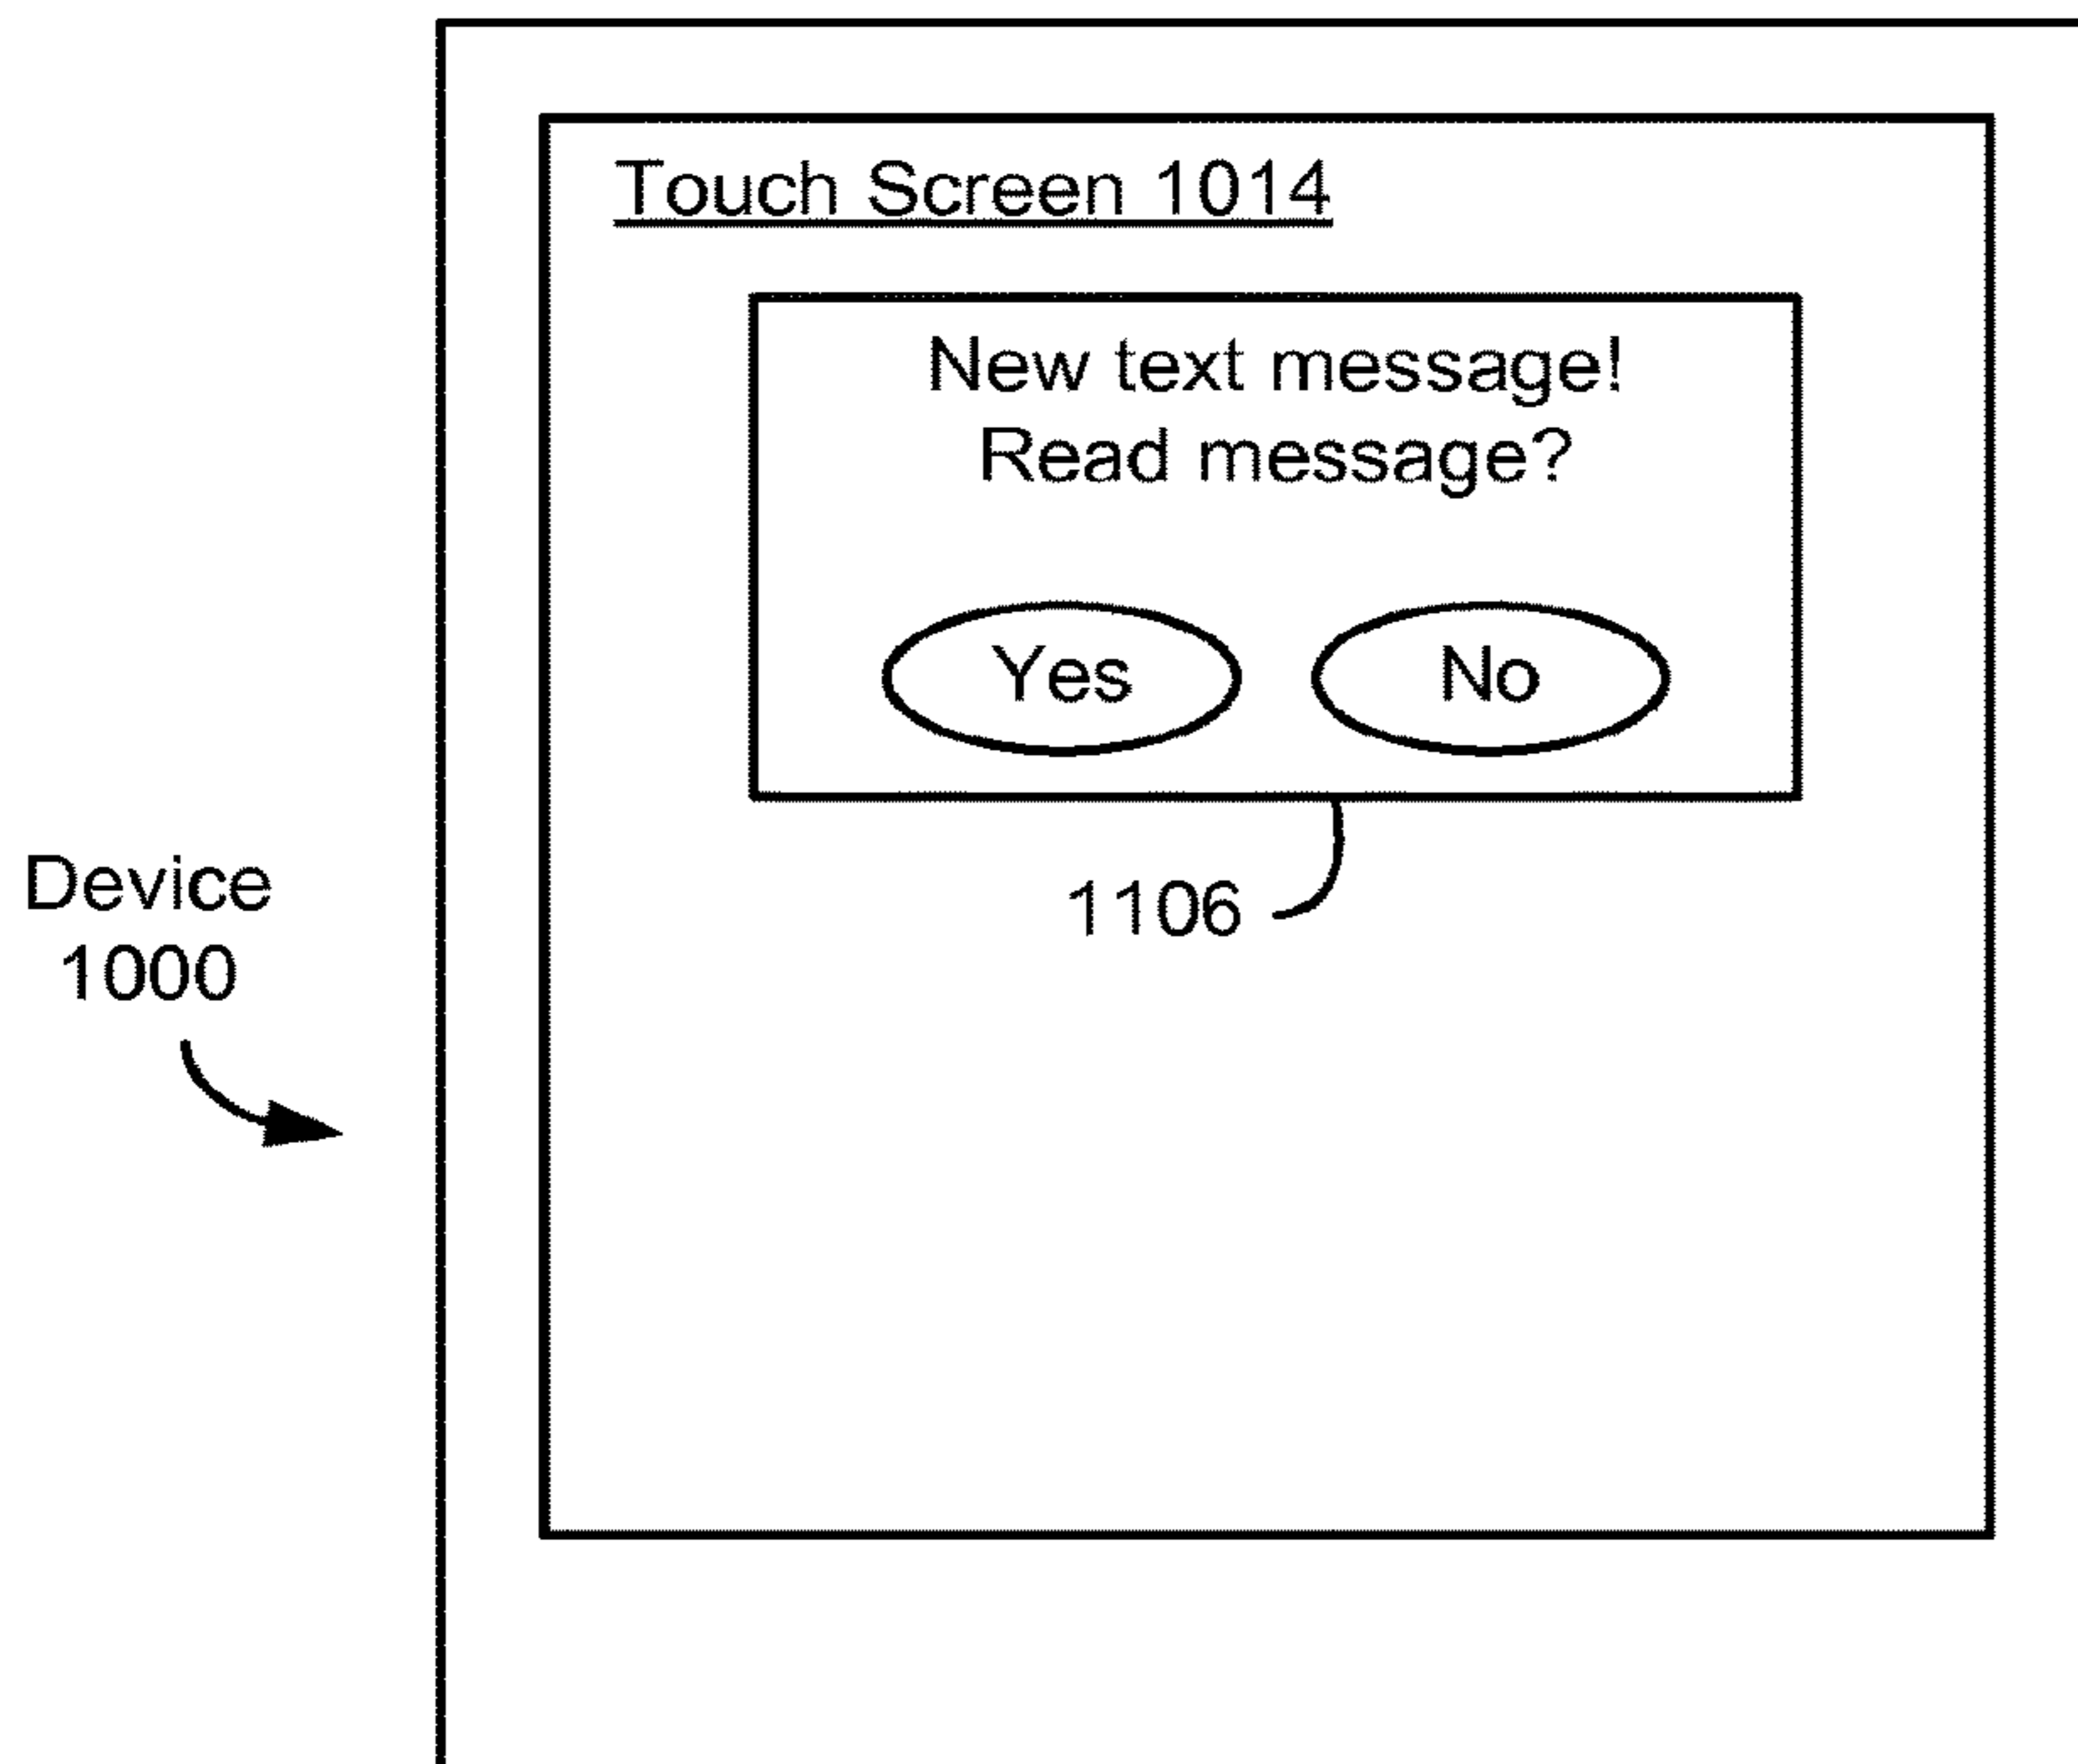 Touch Screen 1014
New text message!
Read message?
Yes
No
1106
Device
1000